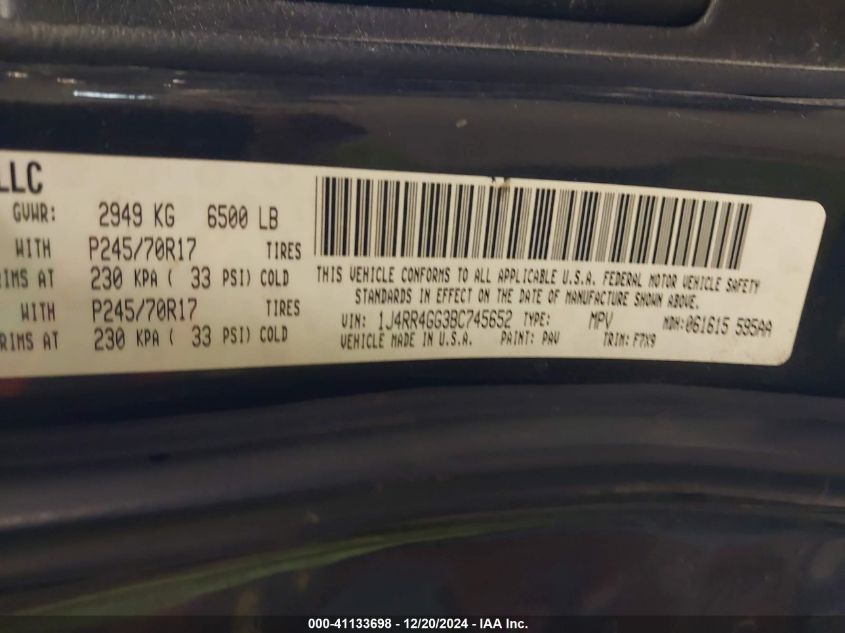 LLC
GVWR: 2949 KG 6500 LB
WITH P245/70R17 TIRES
RIMS AT 230 KPA ( 33 PSI) COLD
P245/70R17 TIRES
WITH
RIMS AT 230 KPA ( 33 PSI) COLD
THIS VEHICLE CONFORMS TO ALL APPLICABLE U.S.A. FEDERAL MOTOR VEHICLE SAFETY
STANDARDS IN EFFECT ON THE DATE OF MANUFACTURE SHOWN ABOVE.
VIN: 1J4RR4GG3BC745652 TYPE: MPV MDH:061615 595AA
VEHICLE MADE IN U.S.A. PAINT: PAV TRIM: F7X9
000-41133698 - 12/20/2024 - IAA Inc.